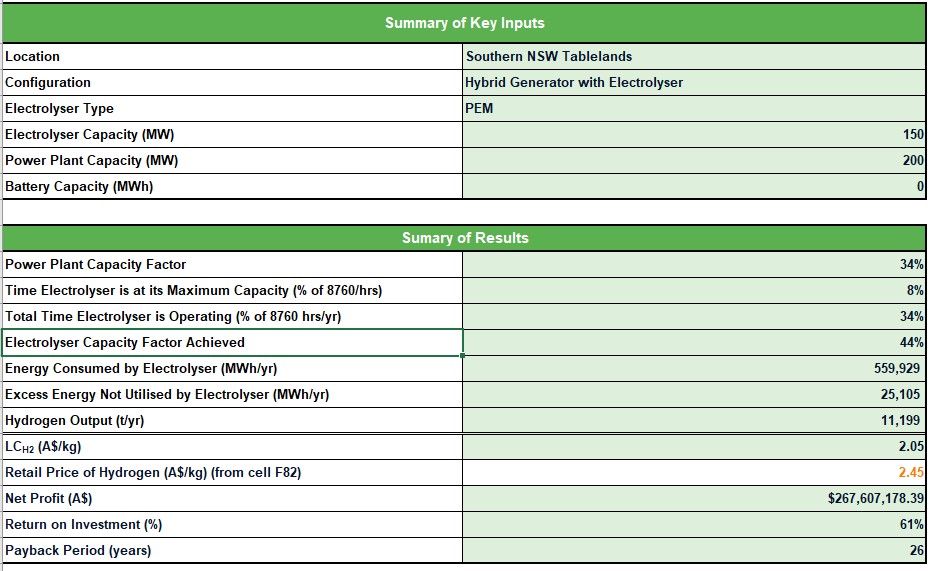 Summary of Key Inputs
Location Southern NSW Tablelands
Configuration Hybrid Generator with Electrolyser
Electrolyser Type PEM
Electrolyser Capacity (MW) 150
Power Plant Capacity (MW) 200
Battery Capacity (MWh) 0
Sumary of Results
Power Plant Capacity Factor 34%
Time Electrolyser is at its Maximum Capacity (% of 8760/hrs) 8%
Total Time Electrolyser is Operating (% of 8760 hrs/yr) 34%
Electrolyser Capacity Factor Achieved 44%
Energy Consumed by Electrolyser (MWh/yr) 559,929
Excess Energy Not Utilised by Electrolyser (MWh/yr) 25,105
Hydrogen Output (t/yr) 11,199
LCH2 (A$/kg) 2.05
Retail Price of Hydrogen (A$/kg) (from cell F82) 2.45
Net Profit (A$) $267,607,178.39
Return on Investment (%) 61%
Payback Period (years) 26